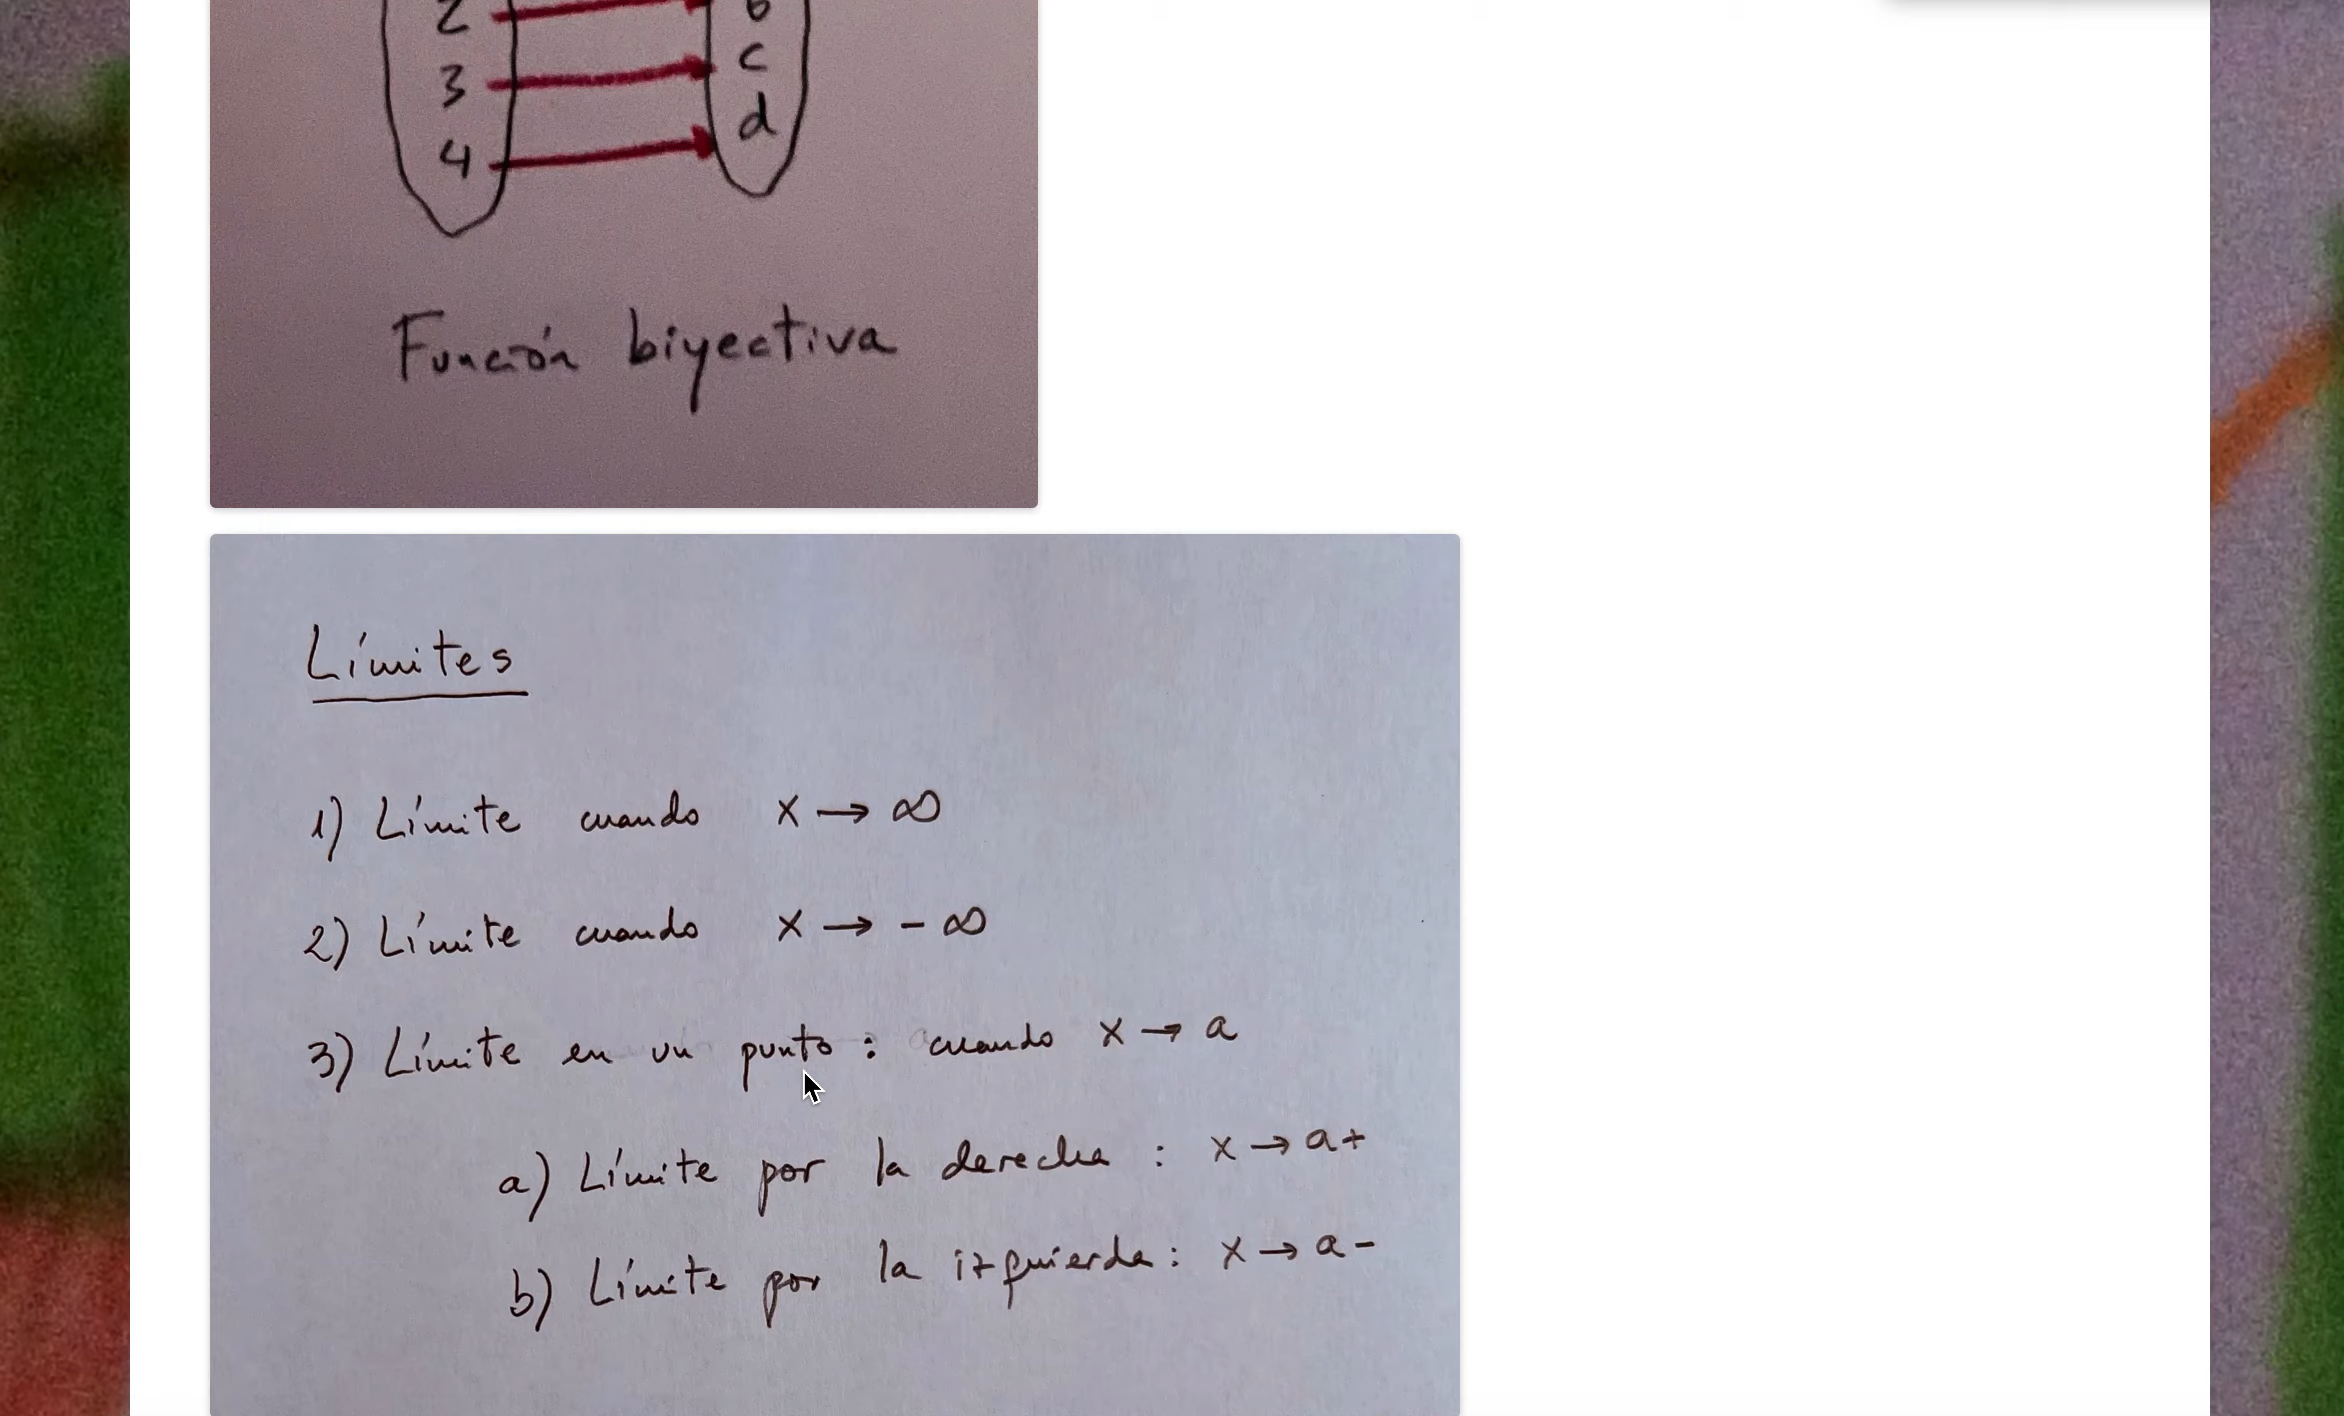 2 b
3 c
4 d
Función biyectiva
Límites
1) Límite cuando x → ∞
2) Límite cuando x → - ∞
3) Límite en un punto : cuando x → a
a) Límite por la derecha : x → a+
b) Límite por la izquierda : x → a-